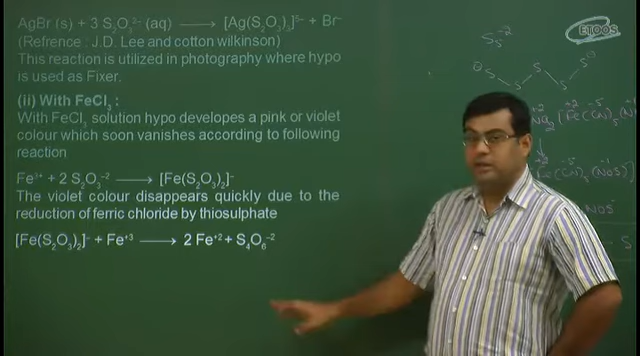 AgBr (s) + 3 S₂O₃²⁻ (aq) ⟶ [Ag(S₂O₃)₃]⁵⁻ + Br⁻
(Refrence : J.D. Lee and cotton wilkinson)
This reaction is utilized in photography where hypo
is used as Fixer.
(ii) With FeCl₃ :
With FeCl₃ solution hypo developes a pink or violet
colour which soon vanishes according to following
reaction
Fe³⁺ + 2 S₂O₃⁻² ⟶ [Fe(S₂O₃)₂]⁻
The violet colour disappears quickly due to the
reduction of ferric chloride by thiosulphate
[Fe(S₂O₃)₂]⁻ + Fe⁺³ ⟶ 2 Fe⁺² + S₄O₆⁻²
ETOOS
S₅⁻²
S S S S S